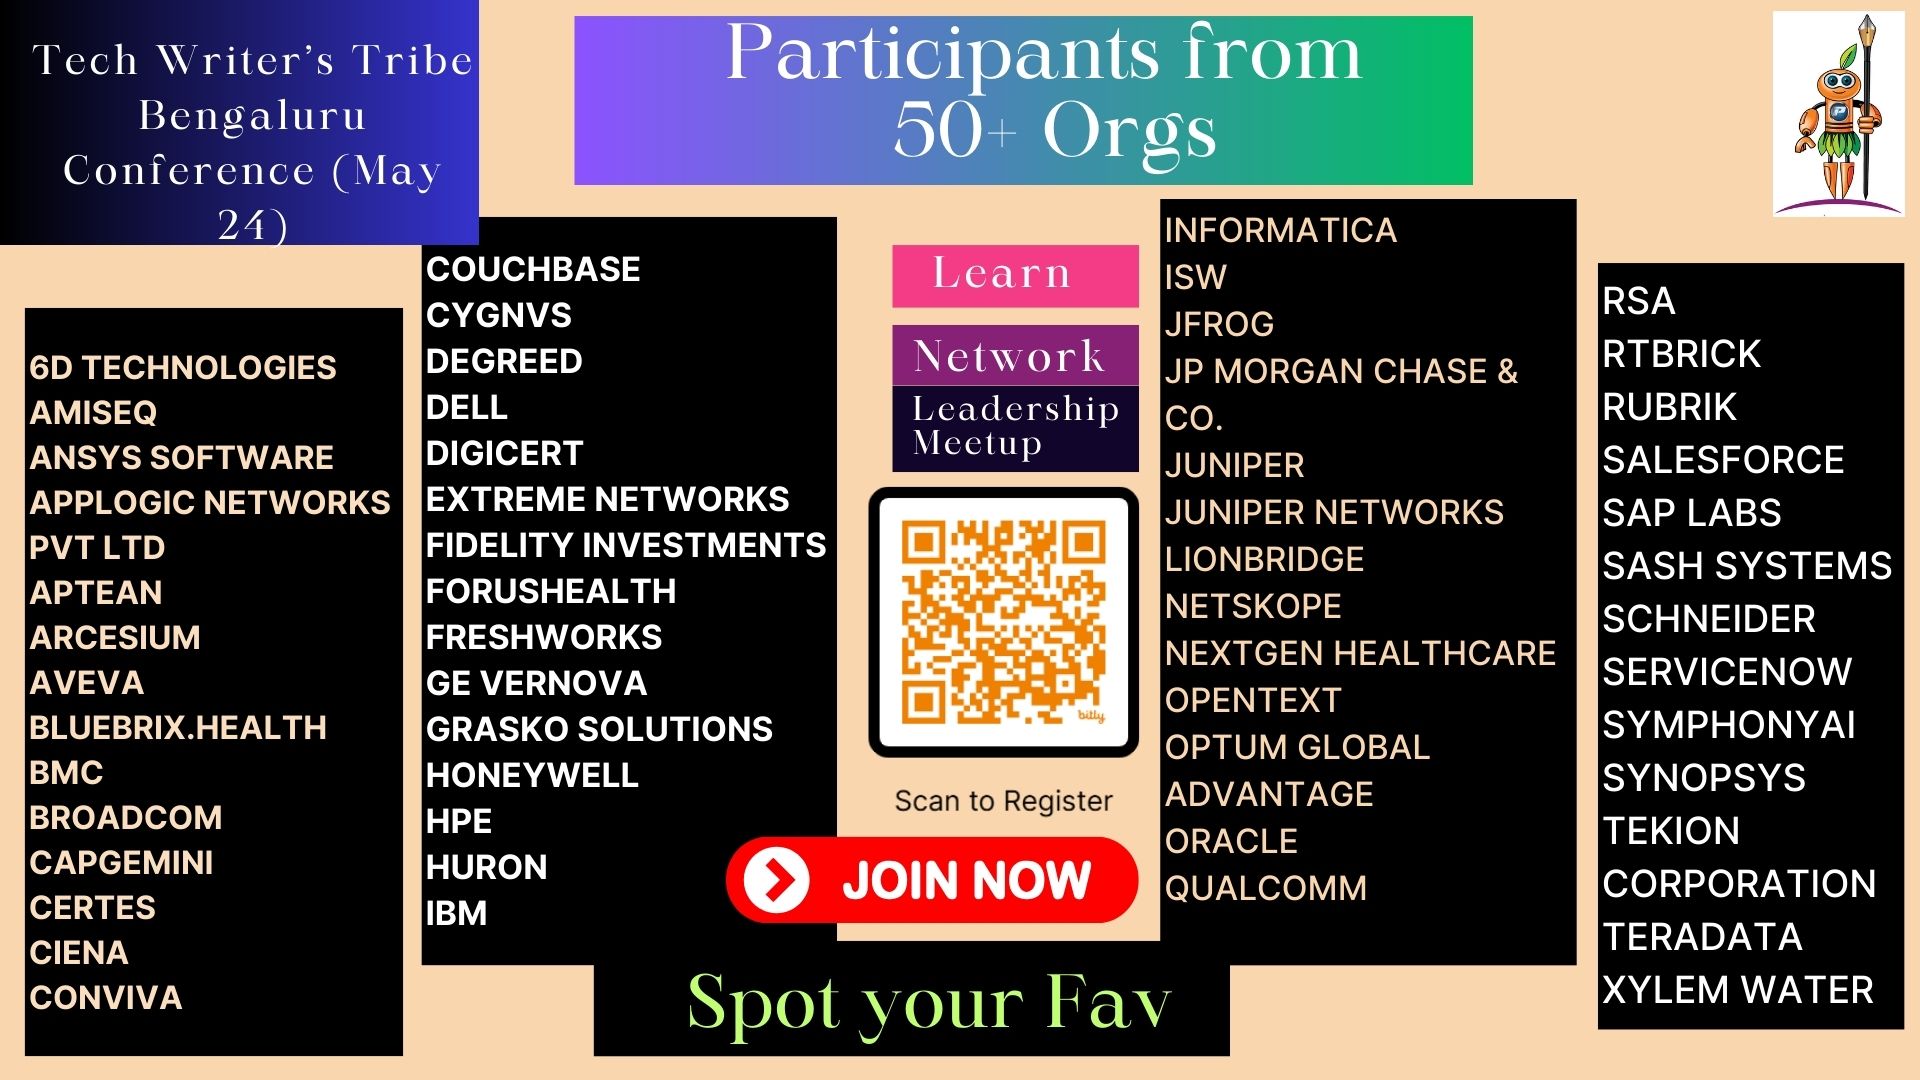 Tech Writer's Tribe
Bengaluru
Conference (May
24)
Participants from
50+ Orgs
6D TECHNOLOGIES
AMISEQ
ANSYS SOFTWARE
APPLOGIC NETWORKS
PVT LTD
APTEAN
ARCESIUM
AVEVA
BLUEBRIX.HEALTH
BMC
BROADCOM
CAPGEMINI
CERTES
CIENA
CONVIVA
COUCHBASE
CYGNVS
DEGREED
DELL
DIGICERT
EXTREME NETWORKS
FIDELITY INVESTMENTS
FORUSHEALTH
FRESHWORKS
GE VERNOVA
GRASKO SOLUTIONS
HONEYWELL
HPE
HURON
IBM
Learn
Network
Leadership
Meetup
bitly
Scan to Register
JOIN NOW
INFORMATICA
ISW
JFROG
JP MORGAN CHASE &
CO.
JUNIPER
JUNIPER NETWORKS
LIONBRIDGE
NETSKOPE
NEXTGEN HEALTHCARE
OPENTEXT
OPTUM GLOBAL
ADVANTAGE
ORACLE
QUALCOMM
RSA
RTBRICK
RUBRIK
SALESFORCE
SAP LABS
SASH SYSTEMS
SCHNEIDER
SERVICENOW
SYMPHONYAI
SYNOPSYS
TEKION
CORPORATION
TERADATA
XYLEM WATER
Spot your Fav
P